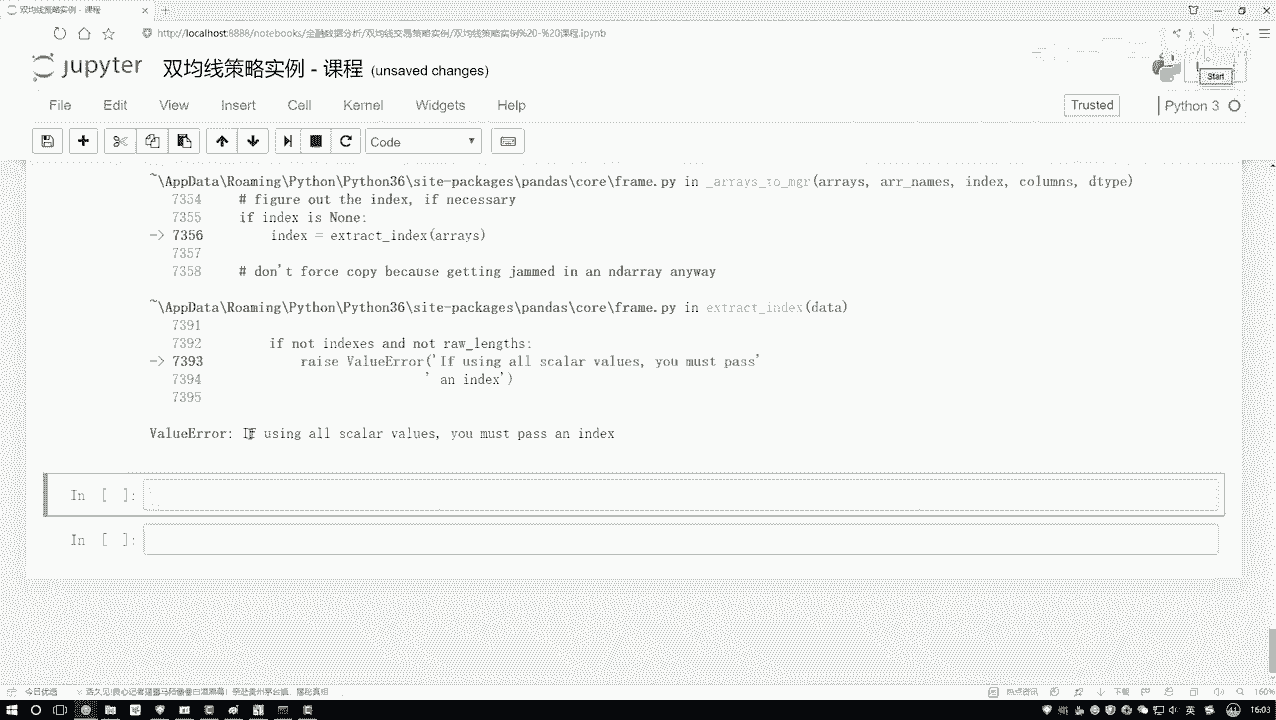 双均线策略实例 - 课程
http://localhost:8888/notebooks/金融数据分析/双均线交易策略实例/双均线策略实例%20-%20课程.ipynb
jupyter 双均线策略实例 - 课程 (unsaved changes)
Start
File Edit View Insert Cell Kernel Widgets Help
Trusted Python 3
Code
~\AppData\Roaming\Python\Python36\site-packages\pandas\core\frame.py in _arrays_to_mgr(arrays, arr_names, index, columns, dtype)
7354 # figure out the index, if necessary
7355 if index is None:
-> 7356 index = extract_index(arrays)
7357
7358 # don't force copy because getting jammed in an ndarray anyway
~\AppData\Roaming\Python\Python36\site-packages\pandas\core\frame.py in extract_index(data)
7391
7392 if not indexes and not raw_lengths:
-> 7393 raise ValueError('If using all scalar values, you must pass'
7394 ' an index')
7395
ValueError: If using all scalar values, you must pass an index
In [ ]:
In [ ]:
今日优选
热点资讯
下载
160%
英
16:03